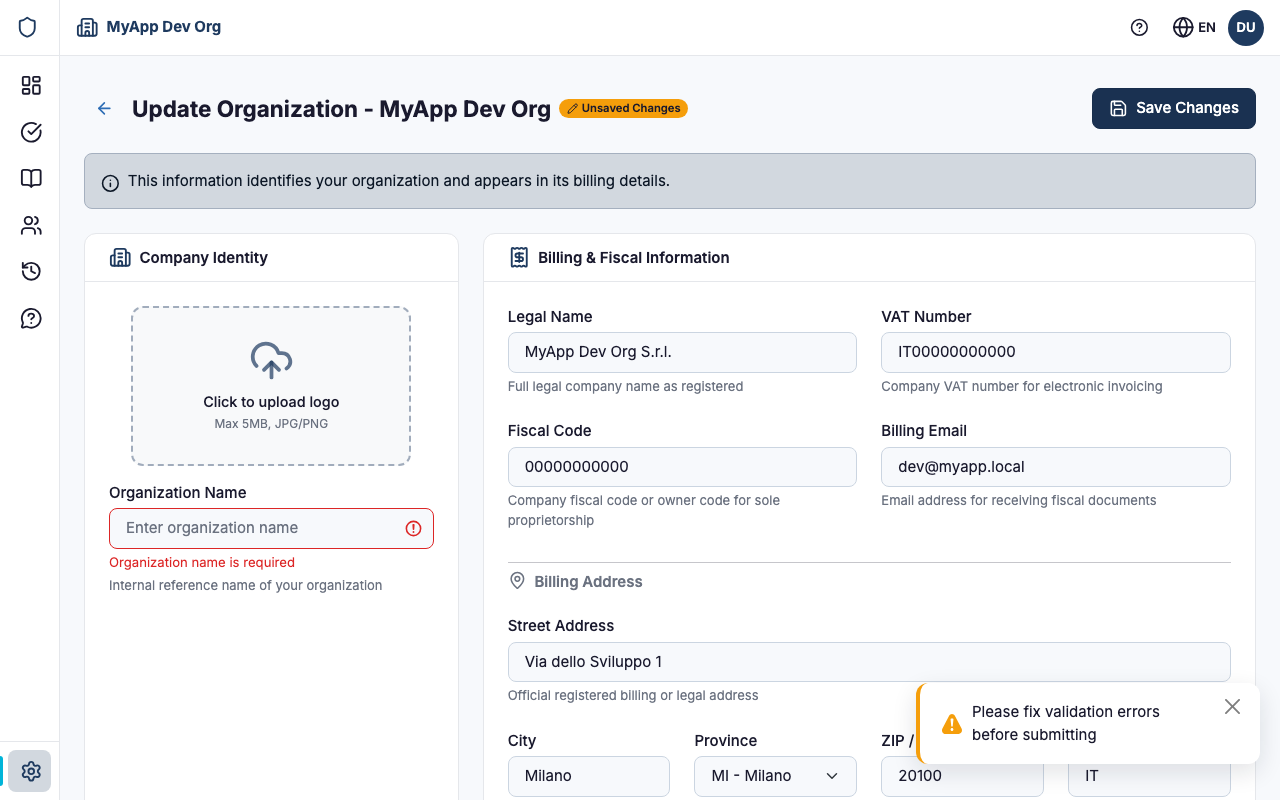 MyApp Dev Org
EN
DU
Update Organization - MyApp Dev Org
Unsaved Changes
Save Changes
This information identifies your organization and appears in its billing details.
Company Identity
Click to upload logo
Max 5MB, JPG/PNG
Organization Name
Enter organization name
Organization name is required
Internal reference name of your organization
Billing & Fiscal Information
Legal Name
MyApp Dev Org S.r.l.
Full legal company name as registered
VAT Number
IT00000000000
Company VAT number for electronic invoicing
Fiscal Code
00000000000
Company fiscal code or owner code for sole
proprietorship
Billing Email
dev@myapp.local
Email address for receiving fiscal documents
Billing Address
Street Address
Via dello Sviluppo 1
Official registered billing or legal address
City
Milano
Province
MI - Milano
ZIP /
20100
IT
Please fix validation errors
before submitting